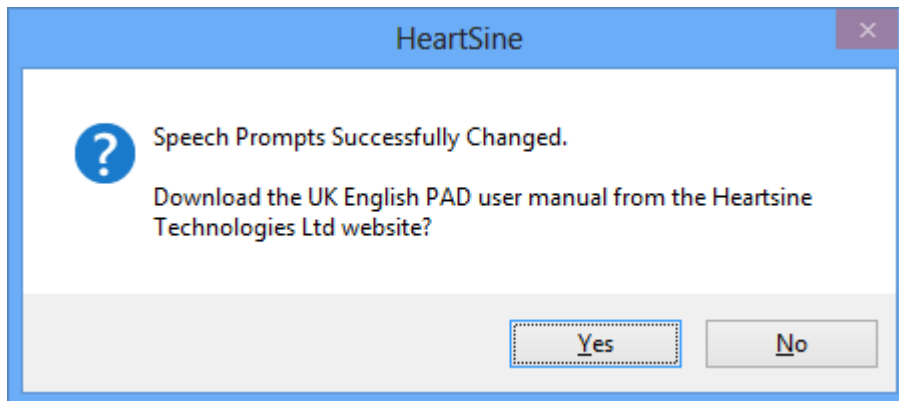 HeartSine
Speech Prompts Successfully Changed.
Download the UK English PAD user manual from the Heartsine
Technologies Ltd website?
Yes
No